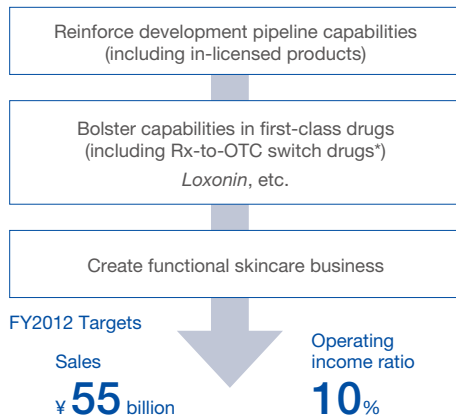 Reinforce development pipeline capabilities
(including in-licensed products)
Bolster capabilities in first-class drugs
(including Rx-to-OTC switch drugs*)
Loxonin, etc.
Create functional skincare business
FY2012 Targets
Sales
¥ 55 billion
Operating
income ratio
10%